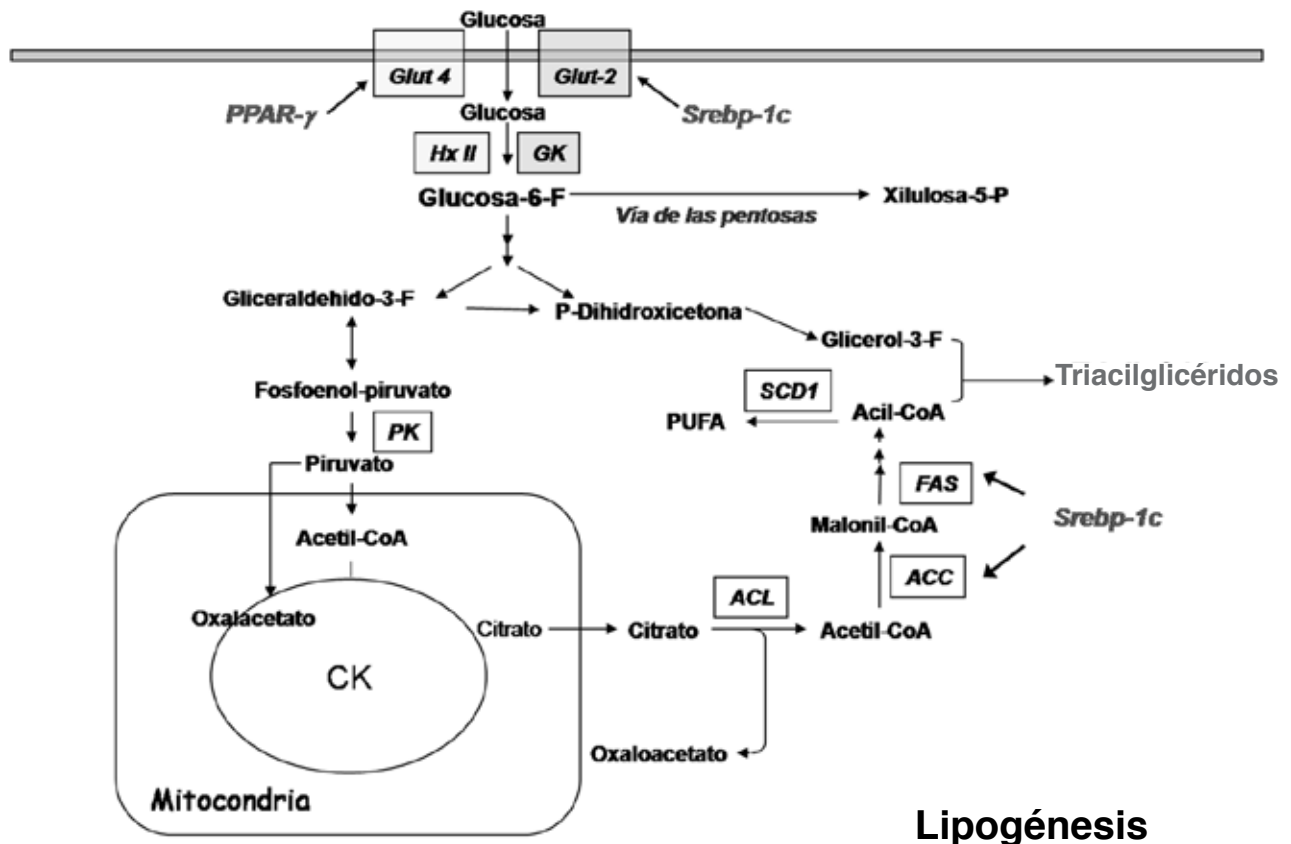 Glucosa
Glut 4
Glut-2
PPAR-γ
Glucosa
Srebp-1c
Hx II
GK
Glucosa-6-F
Xilulosa-5-P
Vía de las pentosas
Gliceraldehido-3-F
P-Dihidroxicetona
Glicerol-3-F
Triacilglicéridos
Fosfoenol-piruvato
SCD1
Acil-CoA
PUFA
PK
Piruvato
FAS
Srebp-1c
Malonil-CoA
Acetil-CoA
ACC
ACL
Oxalacetato
Citrato
Citrato
Acetil-CoA
CK
Oxaloacetato
Mitocondria
Lipogénesis